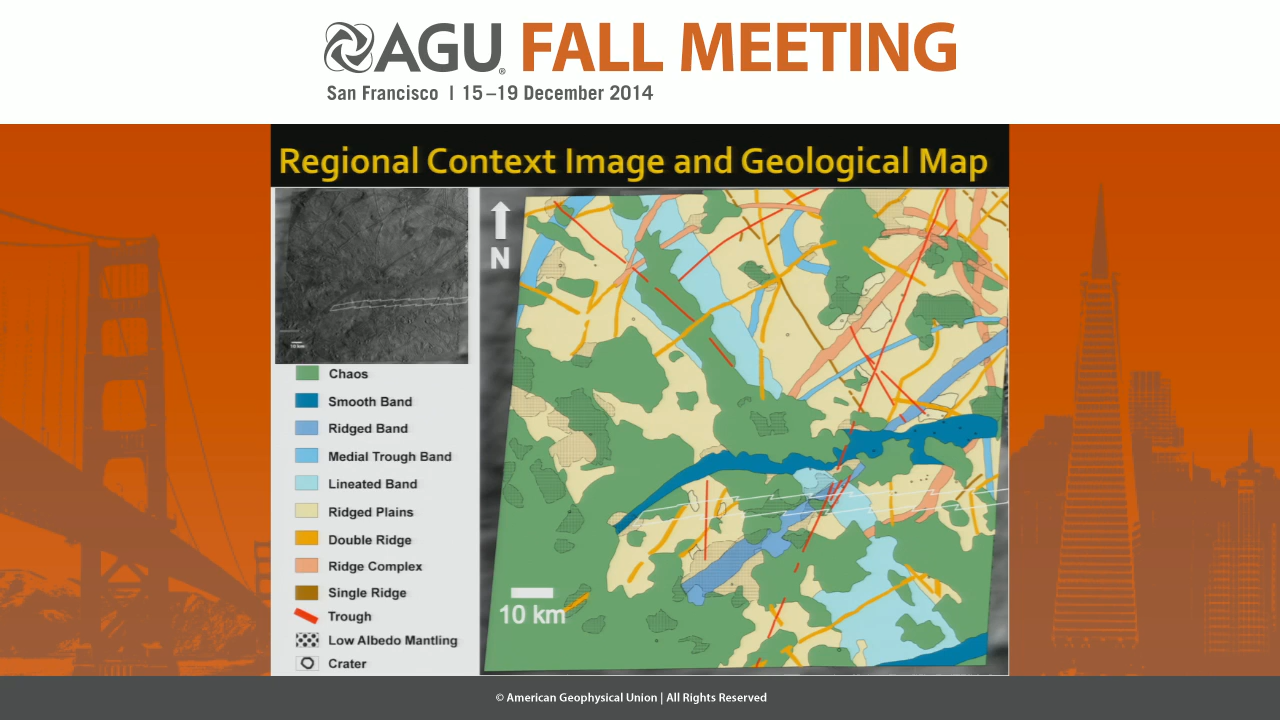 AGU® FALL MEETING
San Francisco | 15–19 December 2014
Regional Context Image and Geological Map
N
10 km
Chaos
Smooth Band
Ridged Band
Medial Trough Band
Lineated Band
Ridged Plains
Double Ridge
Ridge Complex
Single Ridge
Trough
Low Albedo Mantling
Crater
10 km
© American Geophysical Union | All Rights Reserved